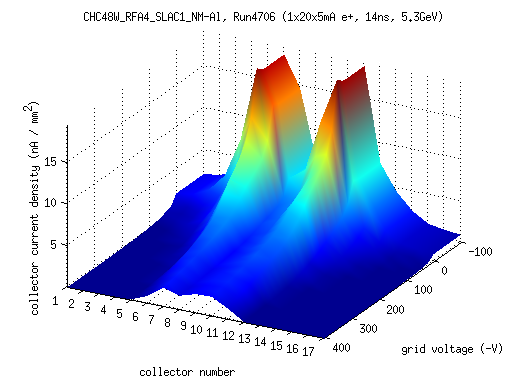 CHC48W_RFA4_SLAC1_NM-Al, Run4706 (1x20x5mA e+, 14ns, 5.3GeV)
collector current density (nA / mm2)
15
10
5
1 2 3 4 5 6 7 8 9 10 11 12 13 14 15 16 17
collector number
-100
0
100
200
300
400
grid voltage (-V)